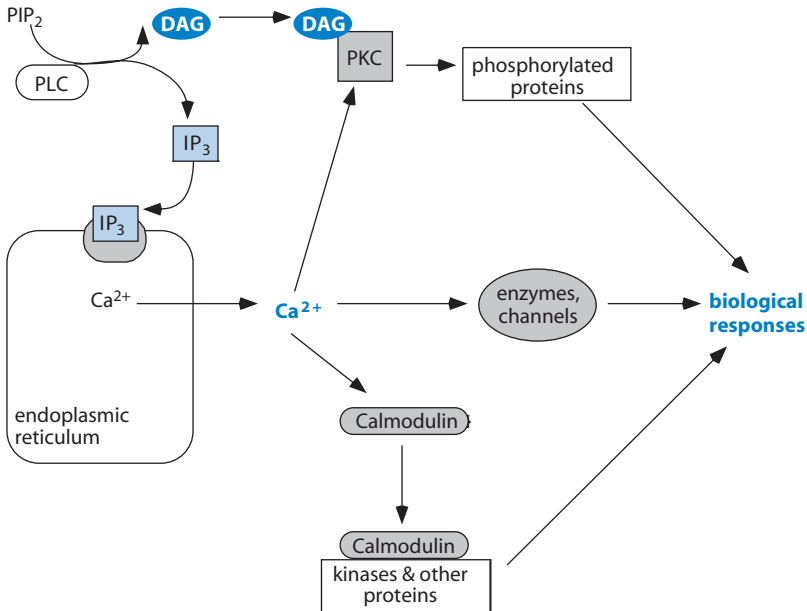 PIP₂
DAG
DAG
PKC
PLC
phosphorylated
proteins
IP₃
IP₃
Ca²⁺
Ca²⁺
enzymes,
channels
biological
responses
endoplasmic
reticulum
Calmodulin
Calmodulin
kinases & other
proteins